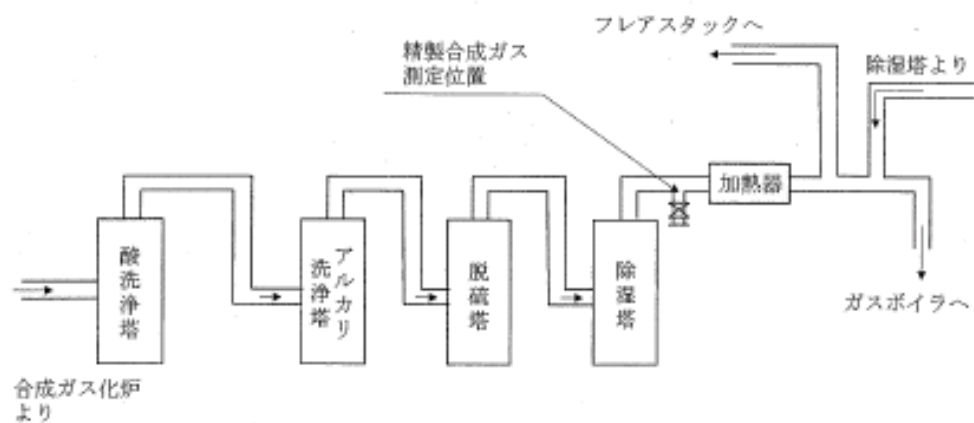 フレアスタックへ
精製合成ガス
測定位置
除湿塔より
加熱器
酸洗浄塔
アルカリ
洗浄塔
脱硫塔
除湿塔
ガスボイラへ
合成ガス化炉
より